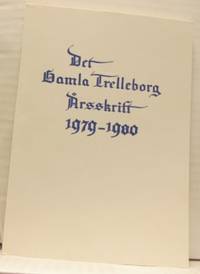 Det
Gamla Trelleborg
Årsskrift
1979-1980